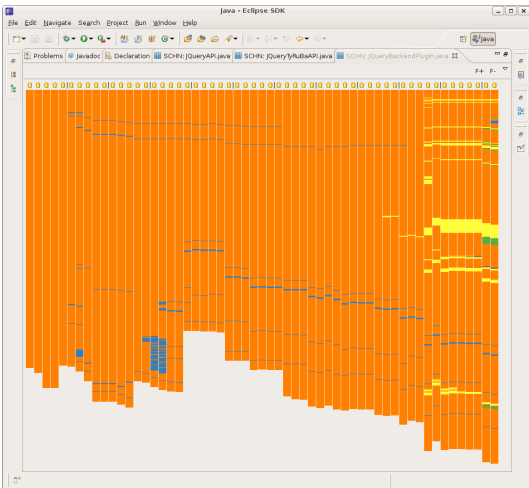 Java - Eclipse SDK
File Edit Navigate Search Project Run Window Help
Java
Problems @ Javadoc Declaration SCHN: JQueryAPI.java SCHN: JQueryTyRuBaAPI.java SCHN: JQueryBackendPlugin.java
F+ F-